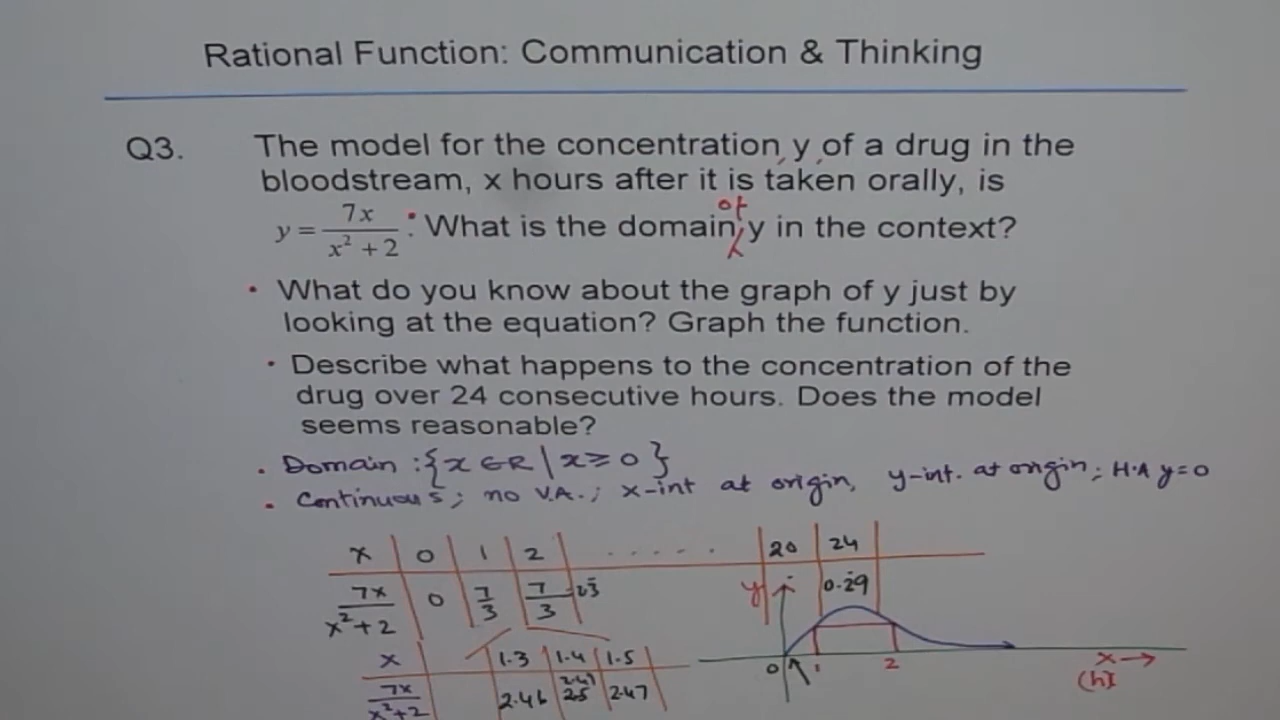 Rational Function: Communication & Thinking
Q3. The model for the concentration, y, of a drug in the
bloodstream, x hours after it is taken orally, is
y = 7x / x² + 2 : What is the domain of y in the context?
• What do you know about the graph of y just by
looking at the equation? Graph the function.
• Describe what happens to the concentration of the
drug over 24 consecutive hours. Does the model
seems reasonable?
• Domain : {x ∈ R | x ≥ 0}
• Continuous; no V.A.; x-int at origin, y-int. at origin; H.A y=0
x 0 1 2 ...... 20 24
7x / x²+2 0 7/3 7/3 0.29
y
x 1.3 1.4 1.5
7x / x²+2 2.46 2.5 2.47
0 1 2 x →
(h)